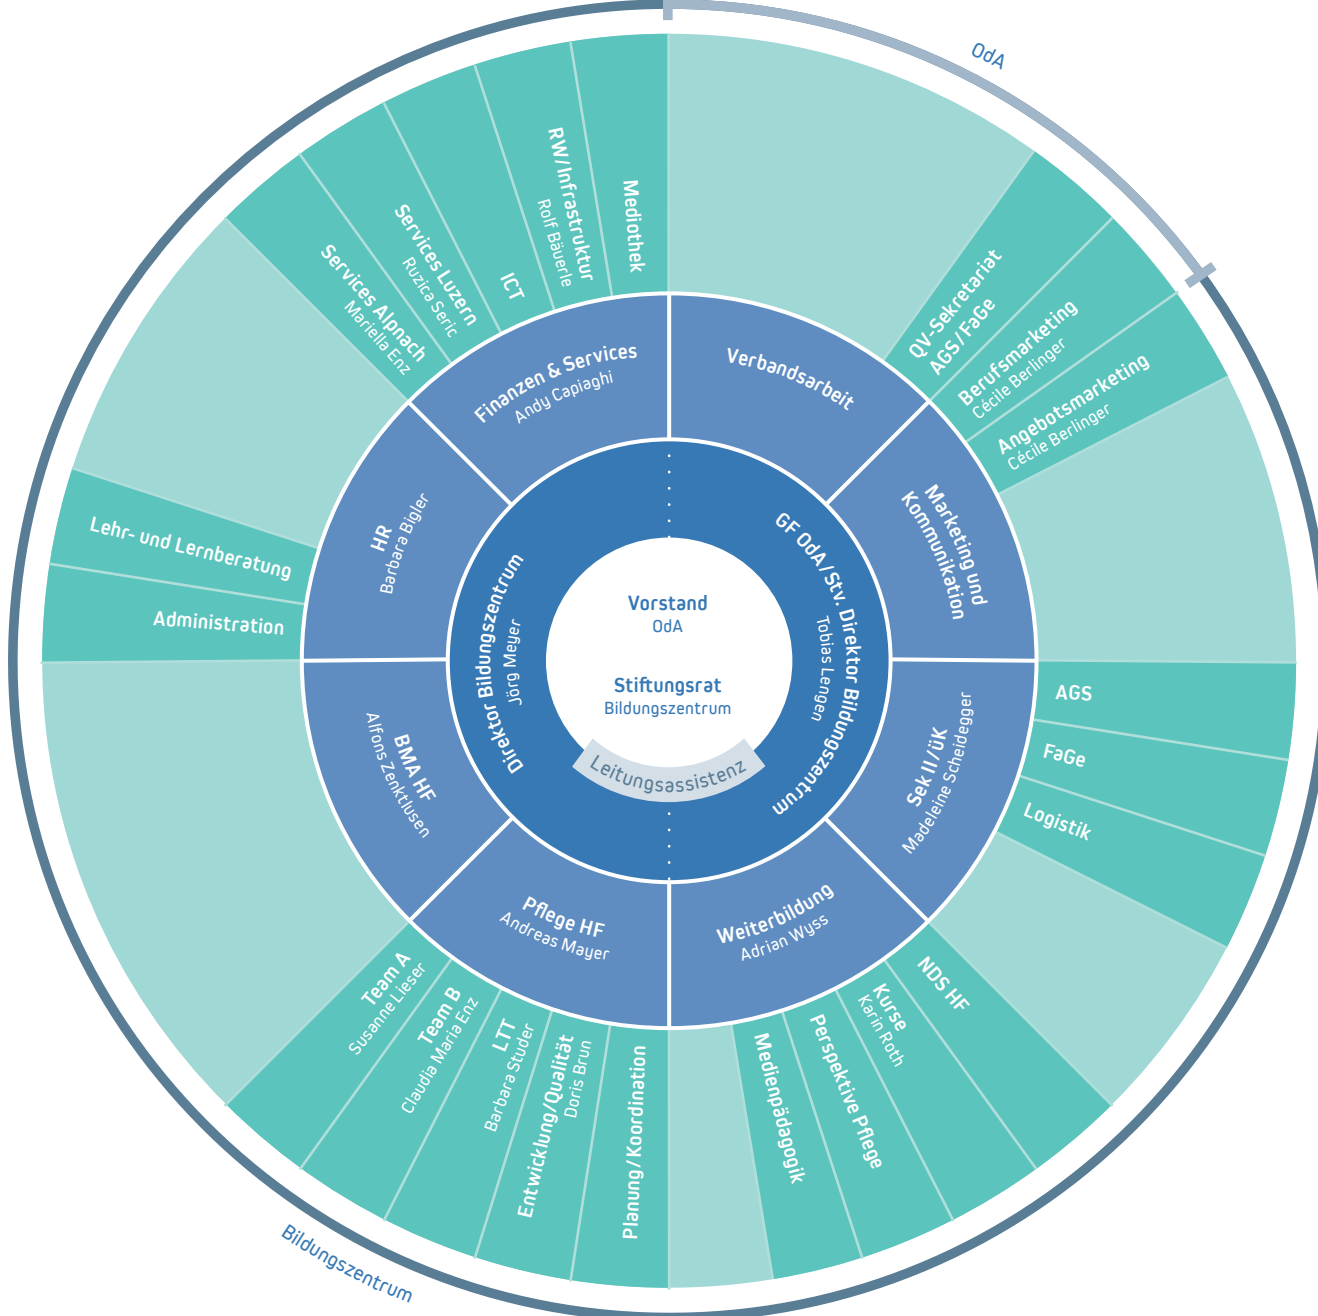 OdA
Vorstand
OdA
Stiftungsrat
Bildungszentrum
Leitungsassistenz
GF OdA / Stv. Direktor Bildungszentrum
Tobias Lengen
Direktor Bildungszentrum
Jörg Meyer
Verbandsarbeit
Marketing und
Kommunikation
Sek II / üK
Madeleine Scheidegger
Weiterbildung
Adrian Wyss
Pflege HF
Andreas Mayer
BMA HF
Alfons Zenklusen
HR
Barbara Bigler
Finanzen & Services
Andy Capiaghi
QV-Sekretariat
AGS / FaGe
Berufsmarketing
Cécile Berlinger
Angebotsmarketing
Cécile Berlinger
AGS
FaGe
Logistik
NDS HF
Kurse
Karin Roth
Perspektive Pflege
Medienpädagogik
Planung / Koordination
Entwicklung/Qualität
Doris Brun
LTT
Barbara Studer
Team B
Claudia Maria Enz
Team A
Susanne Lieser
Administration
Lehr- und Lernberatung
Services Alpnach
Mariella Enz
Services Luzern
Ruzica Seric
ICT
RW / Infrastruktur
Rolf Bäuerle
Mediothek
Bildungszentrum